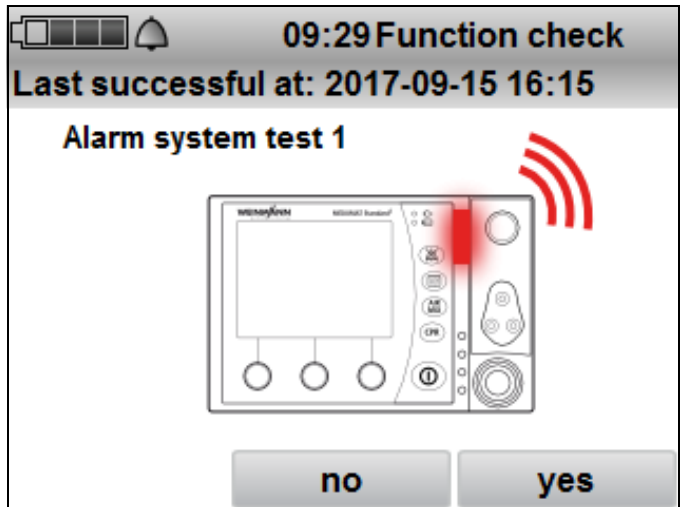 09:29 Function check
Last successful at: 2017-09-15 16:15
Alarm system test 1
WEINMANN MEDUMAT Standard²
CPR
no yes